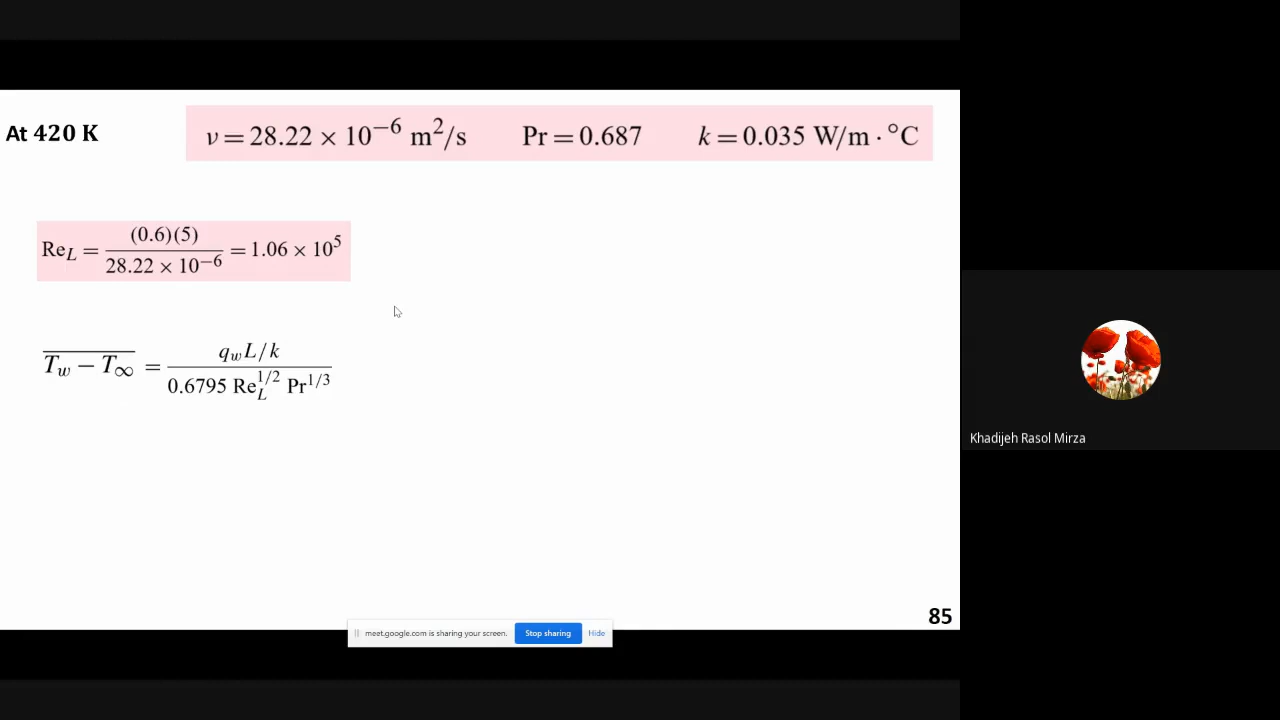 At 420 K
ν = 28.22 × 10⁻⁶ m²/s Pr = 0.687 k = 0.035 W/m · °C
Re_L = (0.6)(5) / 28.22 × 10⁻⁶ = 1.06 × 10⁵
\overline{T_w − T_∞} = q_w L/k / 0.6795 Re_L^{1/2} Pr^{1/3}
Khadijeh Rasol Mirza
85
meet.google.com is sharing your screen. Stop sharing Hide